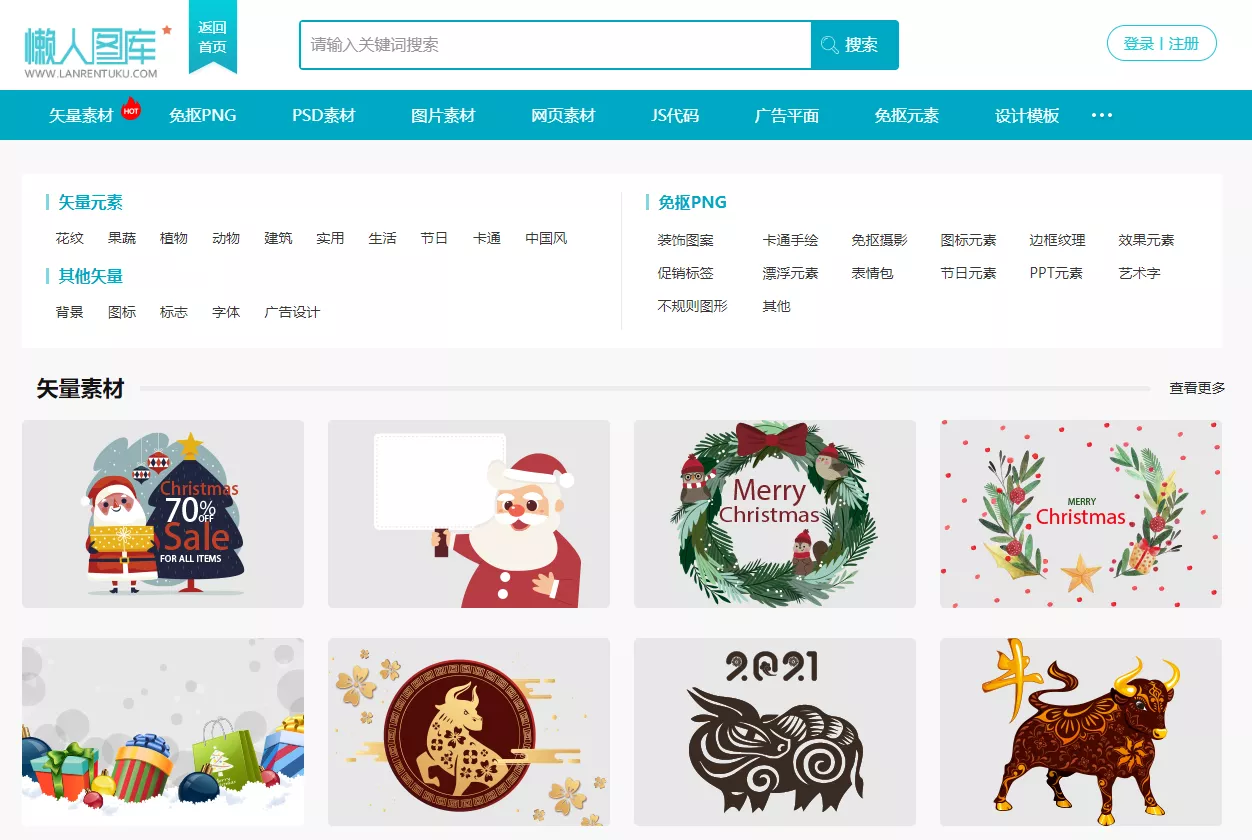 懒人图库
WWW.LANRENTUKU.COM
返回
首页
请输入关键词搜索
搜索
登录 | 注册
矢量素材 HOT 免抠PNG PSD素材 图片素材 网页素材 JS代码 广告平面 免抠元素 设计模板 •••
矢量元素
花纹 果蔬 植物 动物 建筑 实用 生活 节日 卡通 中国风
其他矢量
背景 图标 标志 字体 广告设计
免抠PNG
装饰图案 卡通手绘 免抠摄影 图标元素 边框纹理 效果元素
促销标签 漂浮元素 表情包 节日元素 PPT元素 艺术字
不规则图形 其他
矢量素材
查看更多
Christmas
70% OFF
Sale
FOR ALL ITEMS
Merry
Christmas
MERRY
Christmas
2021
牛